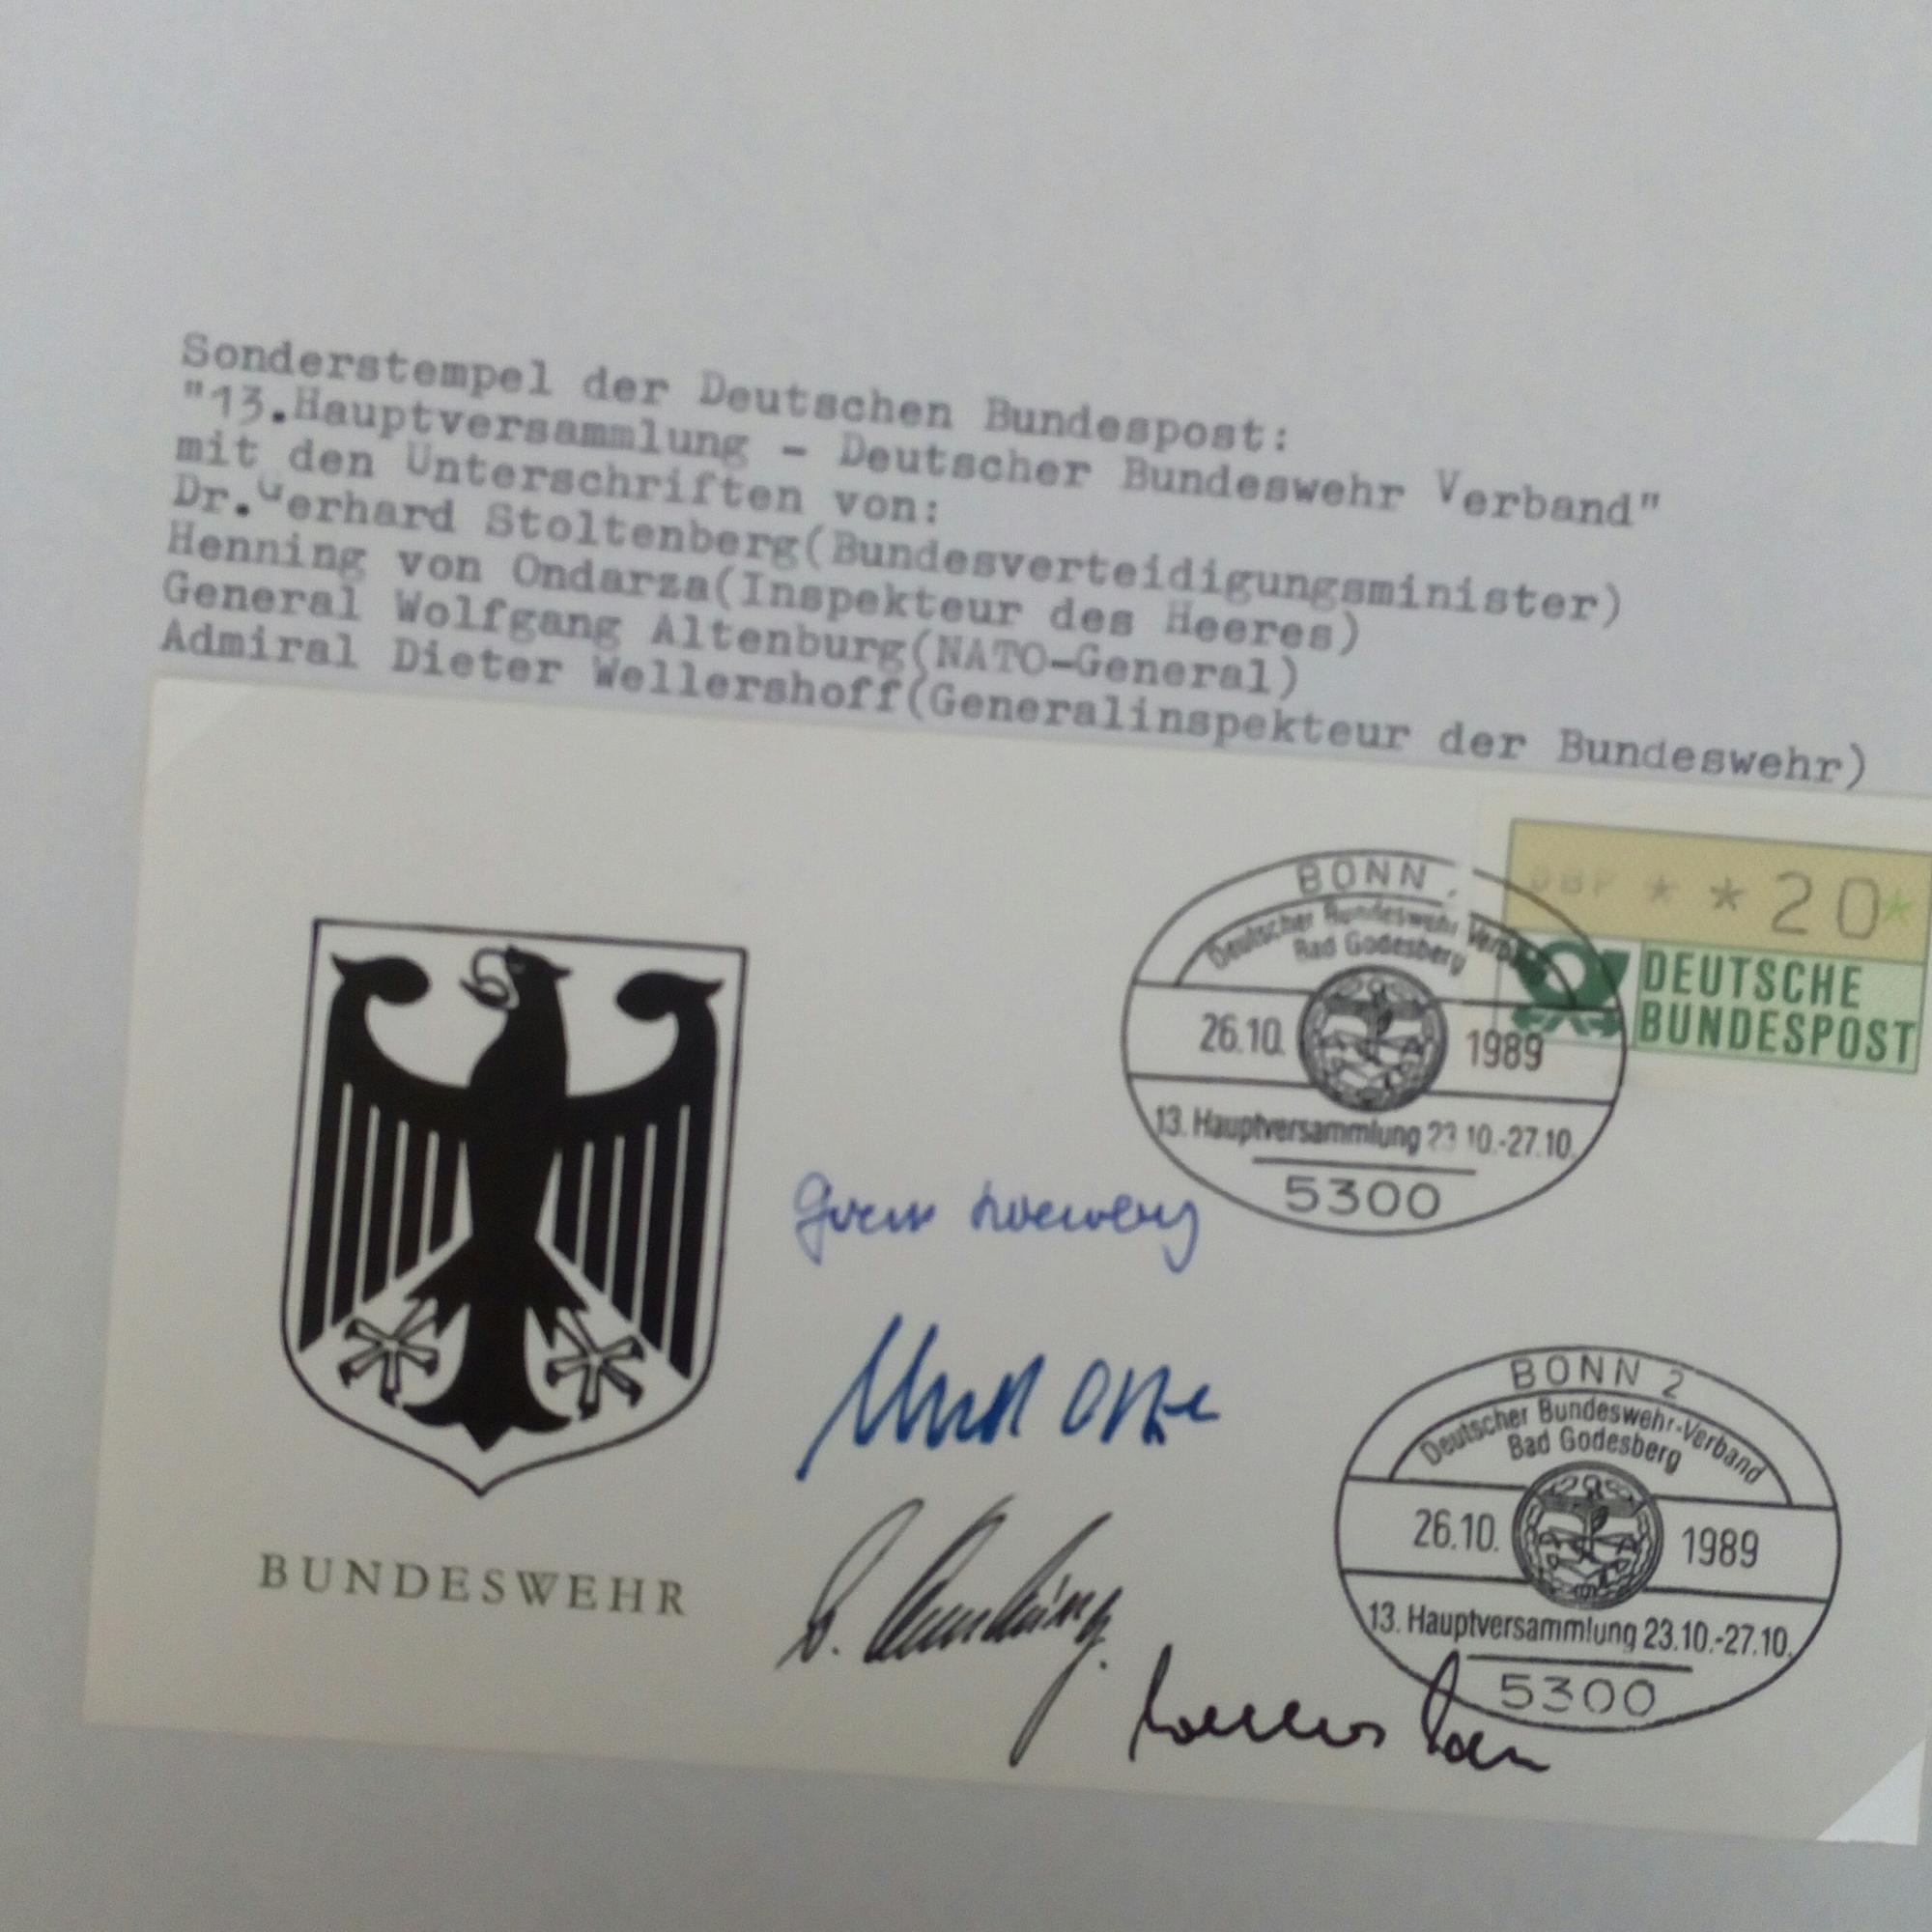 Sonderstempel der Deutschen Bundespost:
"13.Hauptversammlung - Deutscher Bundeswehr Verband"
mit den Unterschriften von:
Dr.Gerhard Stoltenberg(Bundesverteidigungsminister)
Henning von Ondarza(Inspekteur des Heeres)
General Wolfgang Altenburg(NATO-General)
Admiral Dieter Wellershoff(Generalinspekteur der Bundeswehr)
DBP **20*
DEUTSCHE
BUNDESPOST
BONN
Deutscher Bundeswehr-Verband
Bad Godesberg
26.10. 1989
13. Hauptversammlung 23.10.-27.10.
5300
BUNDESWEHR
BONN 2
Deutscher Bundeswehr-Verband
Bad Godesberg
26.10. 1989
13. Hauptversammlung 23.10.-27.10.
5300